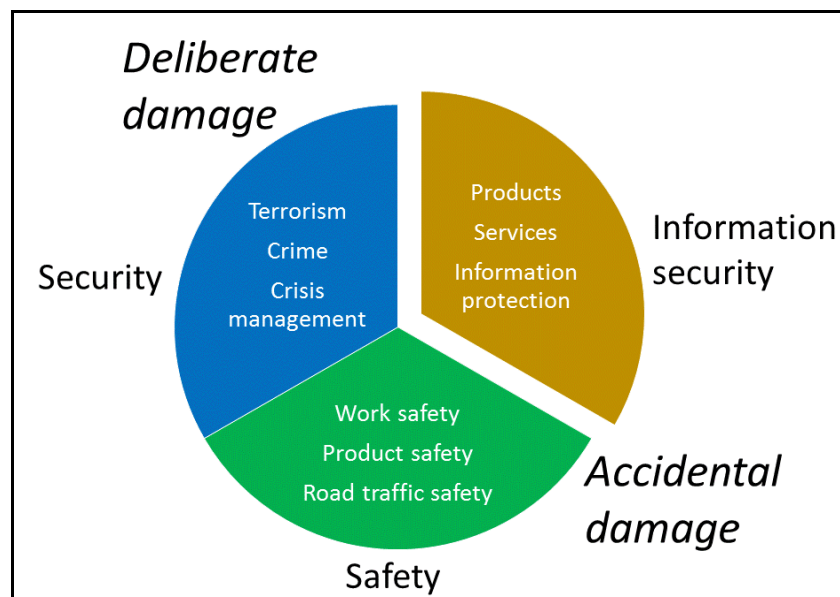 Deliberate
damage
Terrorism
Crime
Crisis
management
Security
Products
Services
Information
protection
Information
security
Work safety
Product safety
Road traffic safety
Accidental
damage
Safety